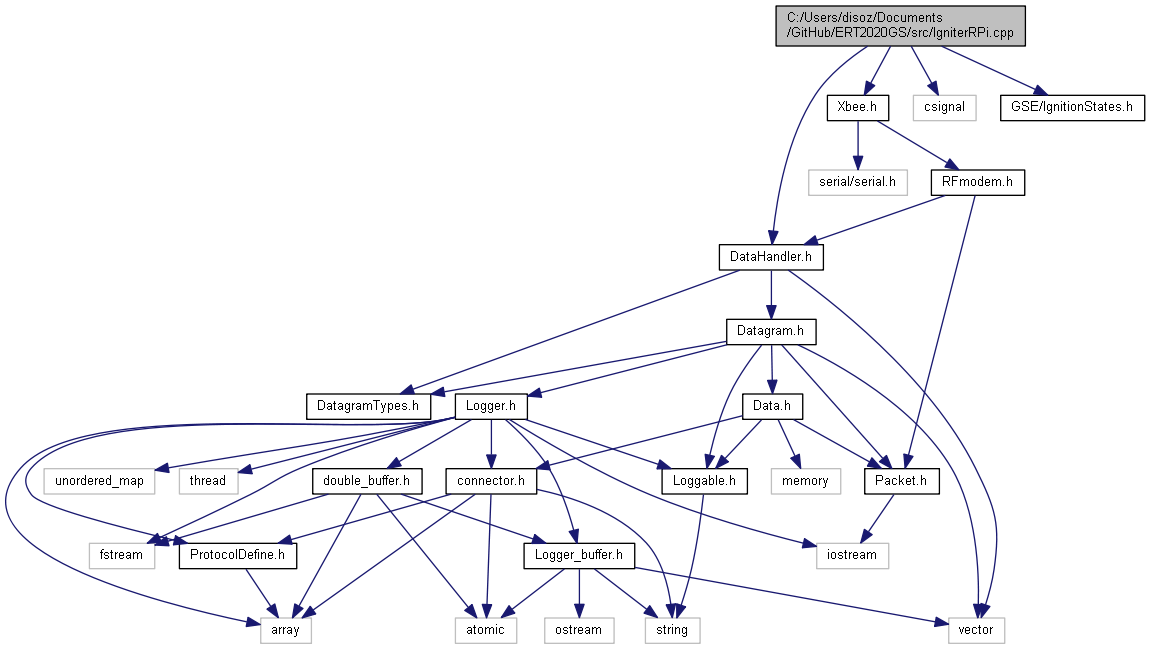 C:/Users/disoz/Documents
/GitHub/ERT2020GS/src/IgniterRPi.cpp
Xbee.h
csignal
GSE/IgnitionStates.h
serial/serial.h
RFmodem.h
DataHandler.h
Datagram.h
DatagramTypes.h
Logger.h
Data.h
unordered_map
thread
double_buffer.h
connector.h
Loggable.h
memory
Packet.h
fstream
ProtocolDefine.h
Logger_buffer.h
iostream
array
atomic
ostream
string
vector